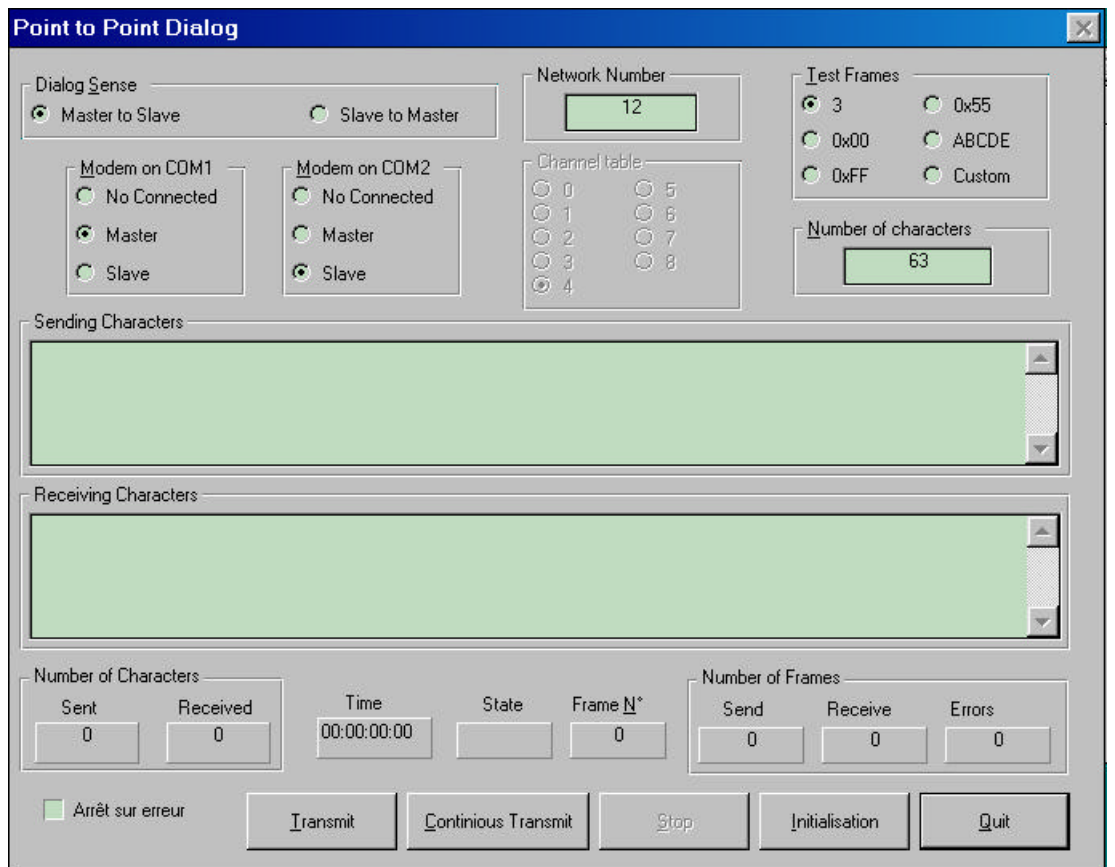 Point to Point Dialog
Dialog Sense
Master to Slave
Slave to Master
Modem on COM1
No Connected
Master
Slave
Modem on COM2
No Connected
Master
Slave
Network Number
12
Channel table
0
1
2
3
4
5
6
7
8
Test Frames
3
0x00
0xFF
0x55
ABCDE
Custom
Number of characters
63
Sending Characters
Receiving Characters
Number of Characters
Sent
Received
0
0
Time
00:00:00:00
State
Frame N°
0
Number of Frames
Send
Receive
Errors
0
0
0
Arrêt sur erreur
Transmit
Continious Transmit
Stop
Initialisation
Quit